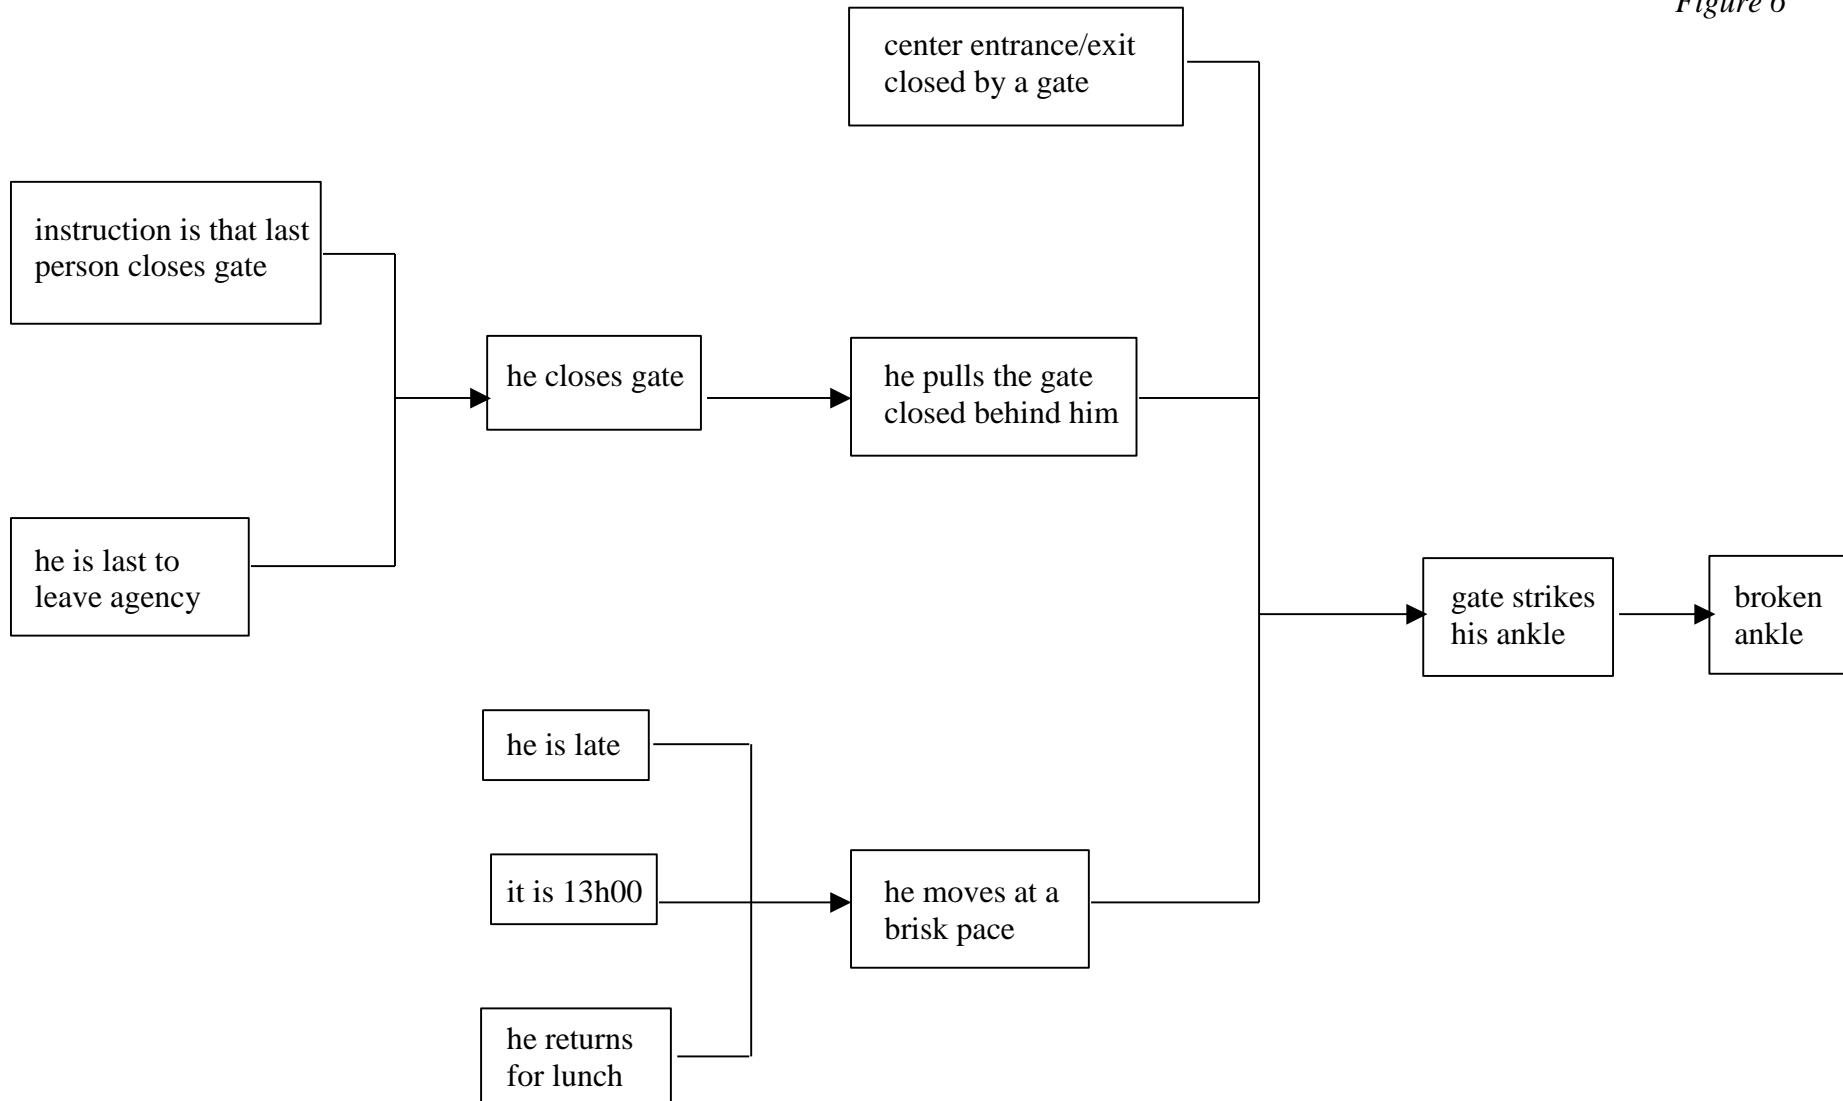 Figure 6
center entrance/exit
closed by a gate
instruction is that last
person closes gate
he closes gate
he pulls the gate
closed behind him
he is last to
leave agency
gate strikes
his ankle
broken
ankle
he is late
it is 13h00
he moves at a
brisk pace
he returns
for lunch